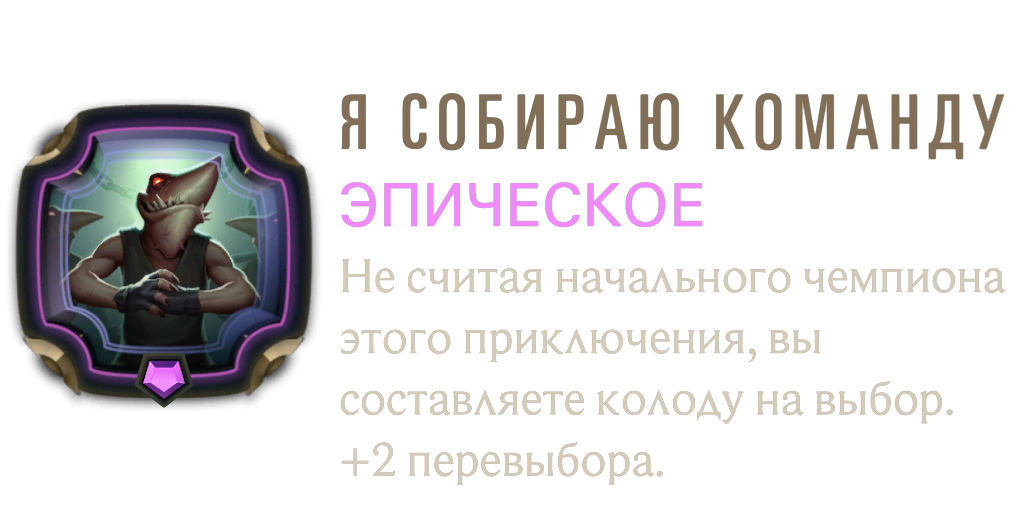 Я СОБИРАЮ КОМАНДУ
ЭПИЧЕСКОЕ
Не считая начального чемпиона
этого приключения, вы
составляете колоду на выбор.
+2 перевыбора.